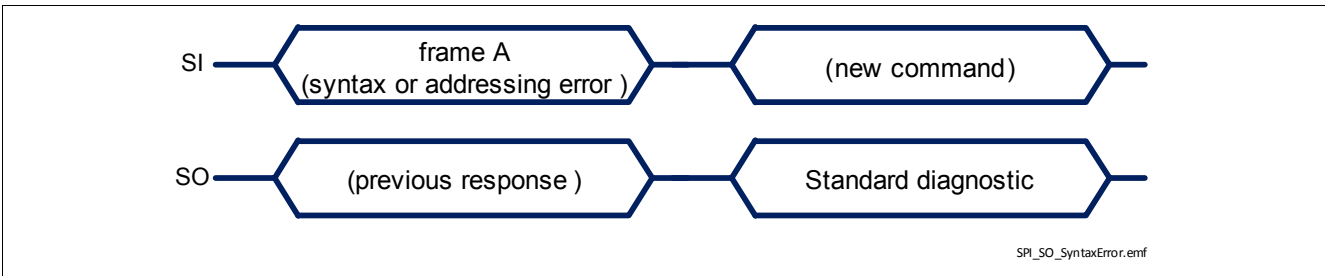 SI
frame A
(syntax or addressing error )
(new command)
SO
(previous response )
Standard diagnostic
SPI_SO_SyntaxError.emf